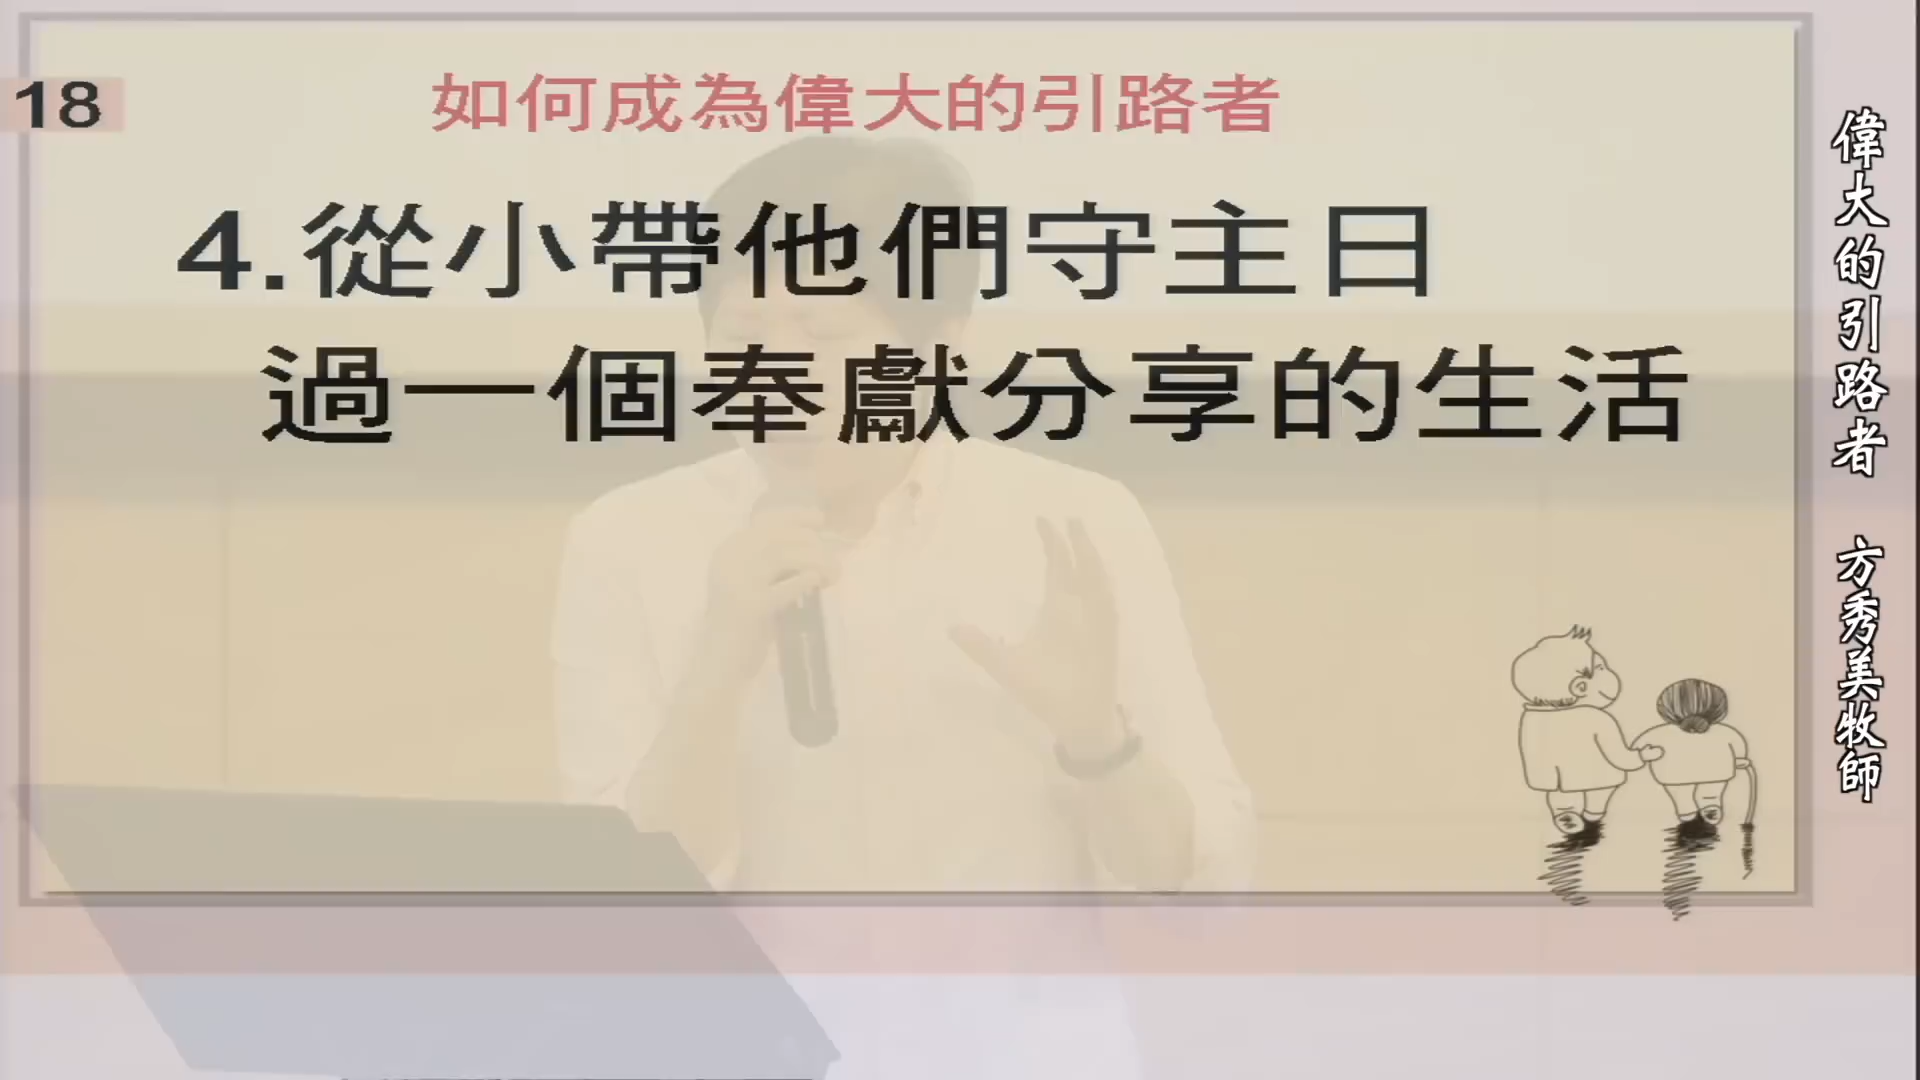 18
如何成為偉大的引路者
4.從小帶他們守主日
過一個奉獻分享的生活
偉大的引路者 方秀美牧師